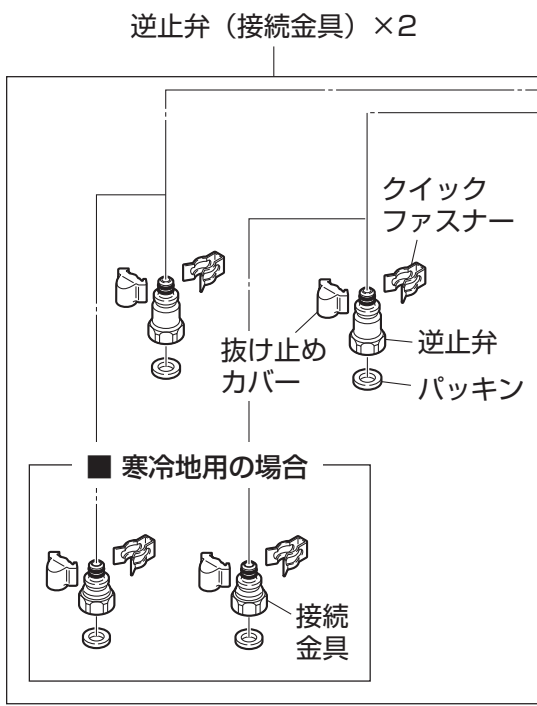 逆止弁（接続金具）×2
クイック
ファスナー
抜け止め
カバー
逆止弁
パッキン
■ 寒冷地用の場合
接続
金具